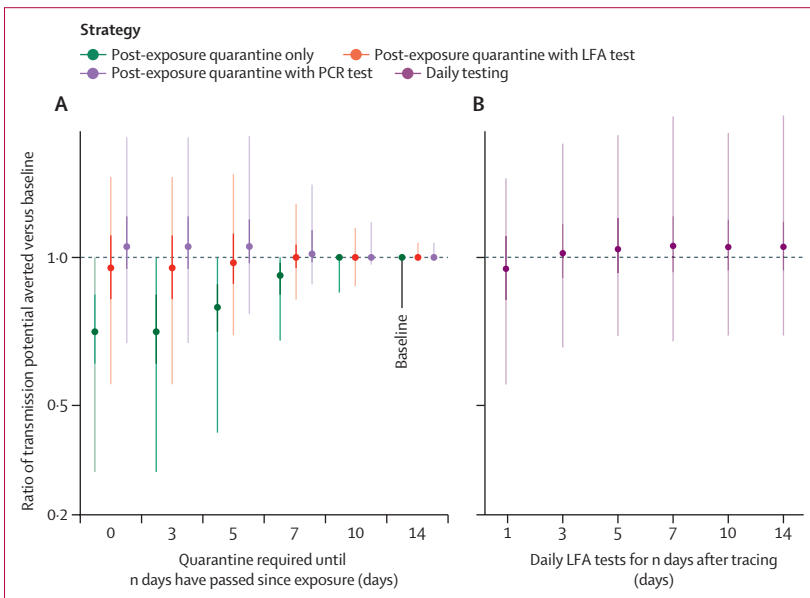 Strategy
Post-exposure quarantine only
Post-exposure quarantine with LFA test
Post-exposure quarantine with PCR test
Daily testing
A
B
Ratio of transmission potential averted versus baseline
1·0
0·5
0·2
Baseline
0 3 5 7 10 14
Quarantine required until
n days have passed since exposure (days)
1 3 5 7 10 14
Daily LFA tests for n days after tracing
(days)